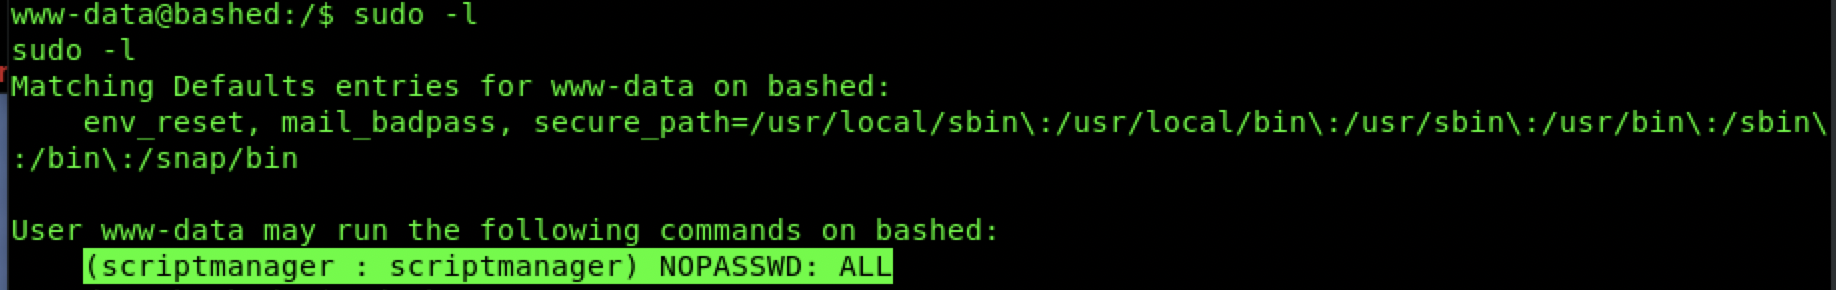 www-data@bashed:/$ sudo -l
sudo -l
Matching Defaults entries for www-data on bashed:
    env_reset, mail_badpass, secure_path=/usr/local/sbin\:/usr/local/bin\:/usr/sbin\:/usr/bin\:/sbin\
:/bin\:/snap/bin

User www-data may run the following commands on bashed:
    (scriptmanager : scriptmanager) NOPASSWD: ALL